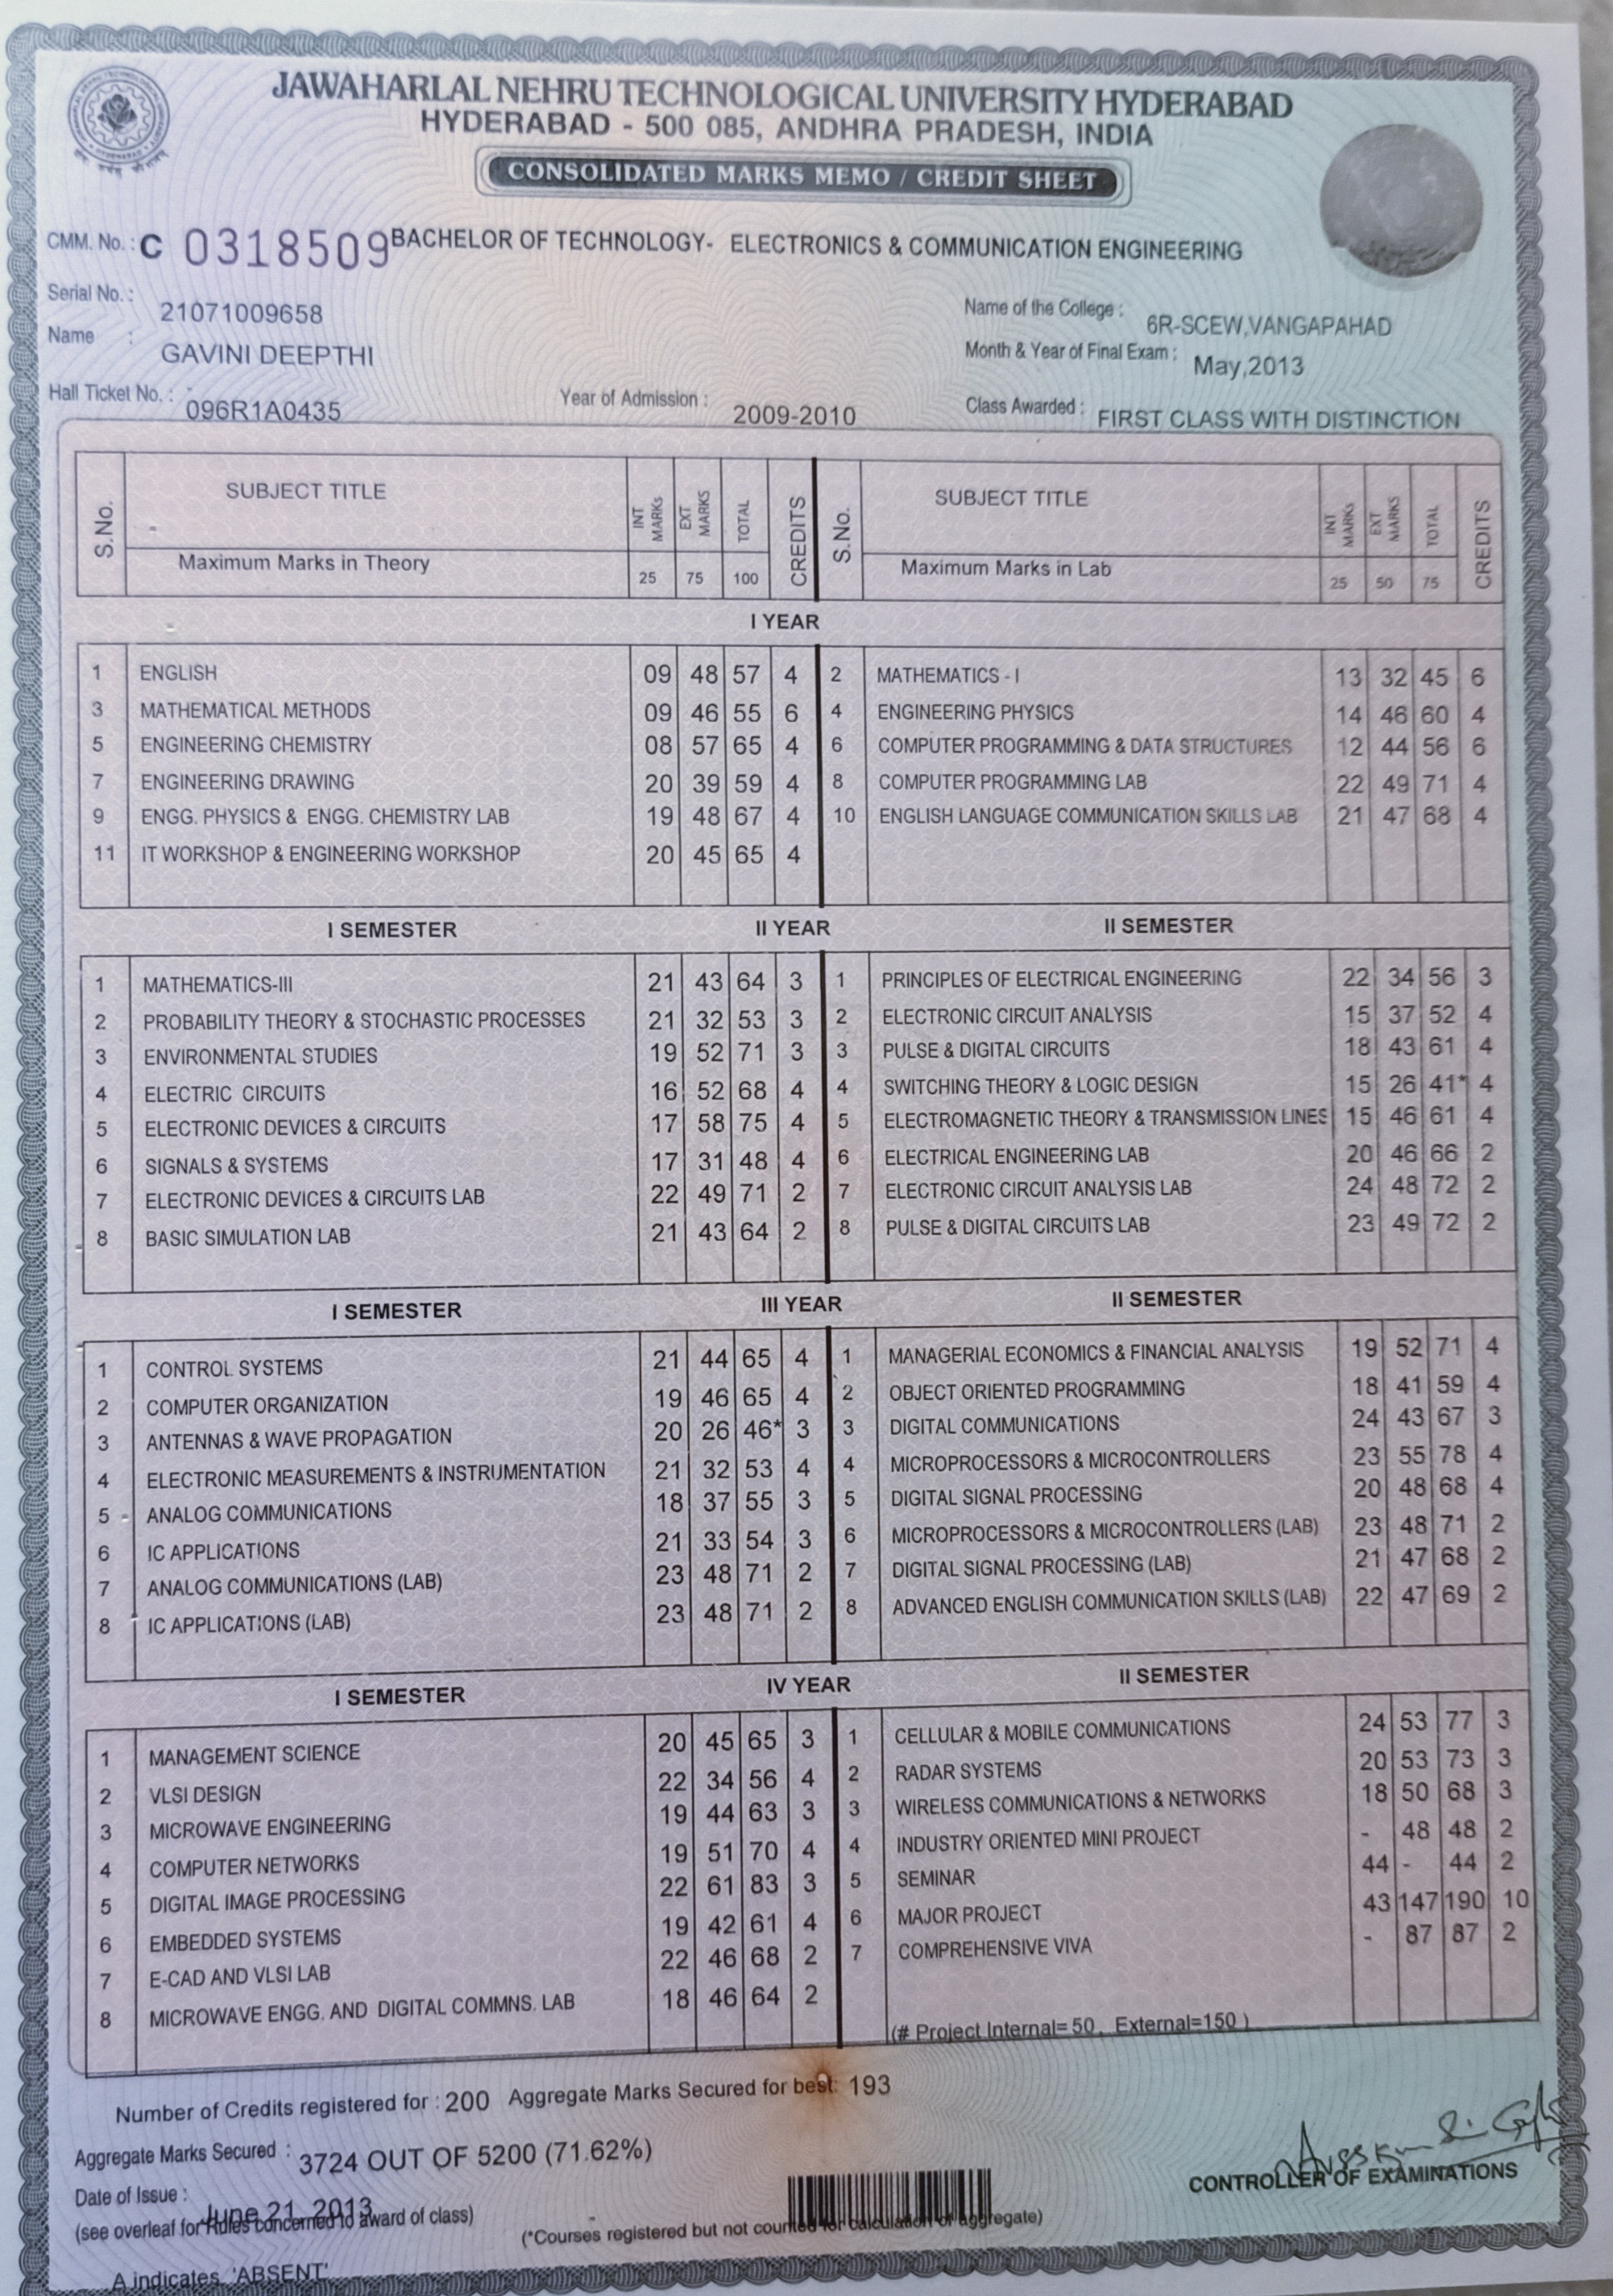 JAWAHARLAL NEHRU TECHNOLOGICAL UNIVERSITY HYDERABAD
HYDERABAD - 500 085, ANDHRA PRADESH, INDIA
CONSOLIDATED MARKS MEMO / CREDIT SHEET
CMM. No. : C 0318509 BACHELOR OF TECHNOLOGY- ELECTRONICS & COMMUNICATION ENGINEERING
Serial No. : 21071009658 Name of the College : 6R-SCEW,VANGAPAHAD
Name : GAVINI DEEPTHI Month & Year of Final Exam : May,2013
Hall Ticket No. : 096R1A0435 Year of Admission : 2009-2010 Class Awarded : FIRST CLASS WITH DISTINCTION
S.No. SUBJECT TITLE INT MARKs EXT MARKS TOTAL CREDITS S.No. SUBJECT TITLE INT MARKs EXT MARKS TOTAL CREDITS
Maximum Marks in Theory 25 75 100 Maximum Marks in Lab 25 50 75
I YEAR
1 ENGLISH 09 48 57 4 2 MATHEMATICS - I 13 32 45 6
3 MATHEMATICAL METHODS 09 46 55 6 4 ENGINEERING PHYSICS 14 46 60 4
5 ENGINEERING CHEMISTRY 08 57 65 4 6 COMPUTER PROGRAMMING & DATA STRUCTURES 12 44 56 6
7 ENGINEERING DRAWING 20 39 59 4 8 COMPUTER PROGRAMMING LAB 22 49 71 4
9 ENGG. PHYSICS & ENGG. CHEMISTRY LAB 19 48 67 4 10 ENGLISH LANGUAGE COMMUNICATION SKILLS LAB 21 47 68 4
11 IT WORKSHOP & ENGINEERING WORKSHOP 20 45 65 4
I SEMESTER II YEAR II SEMESTER
1 MATHEMATICS-III 21 43 64 3 1 PRINCIPLES OF ELECTRICAL ENGINEERING 22 34 56 3
2 PROBABILITY THEORY & STOCHASTIC PROCESSES 21 32 53 3 2 ELECTRONIC CIRCUIT ANALYSIS 15 37 52 4
3 ENVIRONMENTAL STUDIES 19 52 71 3 3 PULSE & DIGITAL CIRCUITS 18 43 61 4
4 ELECTRIC CIRCUITS 16 52 68 4 4 SWITCHING THEORY & LOGIC DESIGN 15 26 41* 4
5 ELECTRONIC DEVICES & CIRCUITS 17 58 75 4 5 ELECTROMAGNETIC THEORY & TRANSMISSION LINES 15 46 61 4
6 SIGNALS & SYSTEMS 17 31 48 4 6 ELECTRICAL ENGINEERING LAB 20 46 66 2
7 ELECTRONIC DEVICES & CIRCUITS LAB 22 49 71 2 7 ELECTRONIC CIRCUIT ANALYSIS LAB 24 48 72 2
8 BASIC SIMULATION LAB 21 43 64 2 8 PULSE & DIGITAL CIRCUITS LAB 23 49 72 2
I SEMESTER III YEAR II SEMESTER
1 CONTROL SYSTEMS 21 44 65 4 1 MANAGERIAL ECONOMICS & FINANCIAL ANALYSIS 19 52 71 4
2 COMPUTER ORGANIZATION 19 46 65 4 2 OBJECT ORIENTED PROGRAMMING 18 41 59 4
3 ANTENNAS & WAVE PROPAGATION 20 26 46* 3 3 DIGITAL COMMUNICATIONS 24 43 67 3
4 ELECTRONIC MEASUREMENTS & INSTRUMENTATION 21 32 53 4 4 MICROPROCESSORS & MICROCONTROLLERS 23 55 78 4
5 ANALOG COMMUNICATIONS 18 37 55 3 5 DIGITAL SIGNAL PROCESSING 20 48 68 4
6 IC APPLICATIONS 21 33 54 3 6 MICROPROCESSORS & MICROCONTROLLERS (LAB) 23 48 71 2
7 ANALOG COMMUNICATIONS (LAB) 23 48 71 2 7 DIGITAL SIGNAL PROCESSING (LAB) 21 47 68 2
8 IC APPLICATIONS (LAB) 23 48 71 2 8 ADVANCED ENGLISH COMMUNICATION SKILLS (LAB) 22 47 69 2
I SEMESTER IV YEAR II SEMESTER
1 MANAGEMENT SCIENCE 20 45 65 3 1 CELLULAR & MOBILE COMMUNICATIONS 24 53 77 3
2 VLSI DESIGN 22 34 56 4 2 RADAR SYSTEMS 20 53 73 3
3 MICROWAVE ENGINEERING 19 44 63 3 3 WIRELESS COMMUNICATIONS & NETWORKS 18 50 68 3
4 COMPUTER NETWORKS 19 51 70 4 4 INDUSTRY ORIENTED MINI PROJECT - 48 48 2
5 DIGITAL IMAGE PROCESSING 22 61 83 3 5 SEMINAR 44 - 44 2
6 EMBEDDED SYSTEMS 19 42 61 4 6 MAJOR PROJECT 43 147 190 10
7 E-CAD AND VLSI LAB 22 46 68 2 7 COMPREHENSIVE VIVA - 87 87 2
8 MICROWAVE ENGG. AND DIGITAL COMMNS. LAB 18 46 64 2
(# Project Internal= 50, External=150 )
Number of Credits registered for : 200 Aggregate Marks Secured for best: 193
Aggregate Marks Secured : 3724 OUT OF 5200 (71.62%)
CONTROLLER OF EXAMINATIONS
Date of Issue : June 21, 2013
(see overleaf for Rules concerned to award of class) (*Courses registered but not counted for calculation of aggregate)
A indicates 'ABSENT'